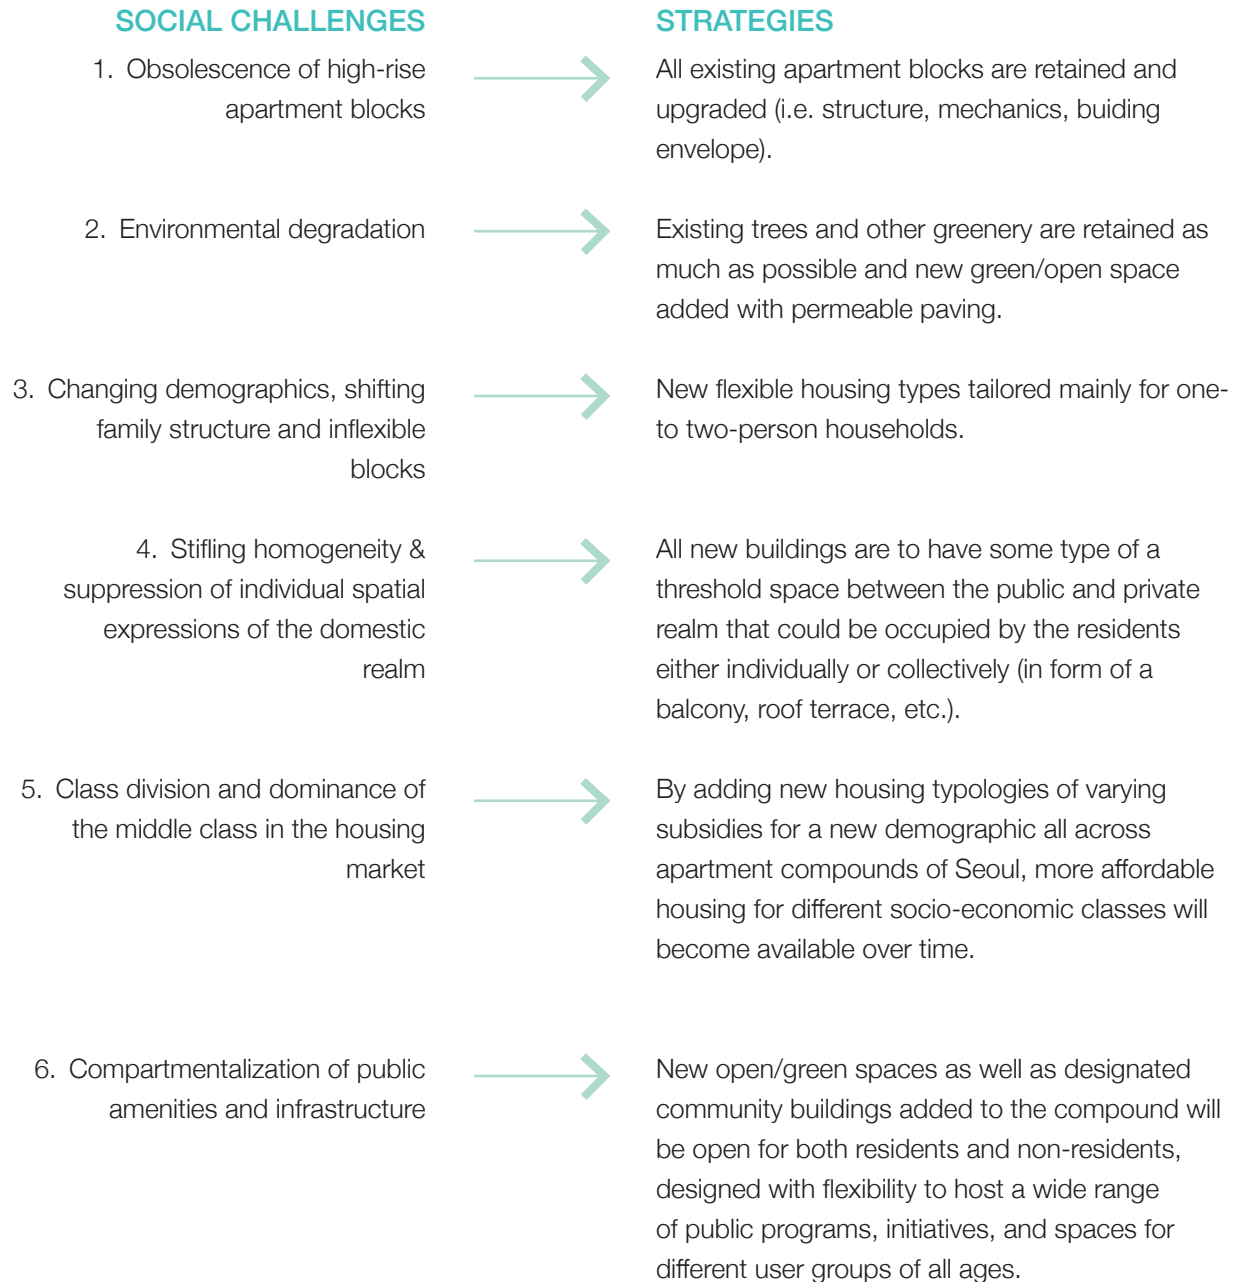 SOCIAL CHALLENGES
STRATEGIES
1. Obsolescence of high-rise
apartment blocks
All existing apartment blocks are retained and
upgraded (i.e. structure, mechanics, buiding
envelope).
2. Environmental degradation
Existing trees and other greenery are retained as
much as possible and new green/open space
added with permeable paving.
3. Changing demographics, shifting
family structure and inflexible
blocks
New flexible housing types tailored mainly for one-
to two-person households.
4. Stifling homogeneity &
suppression of individual spatial
expressions of the domestic
realm
All new buildings are to have some type of a
threshold space between the public and private
realm that could be occupied by the residents
either individually or collectively (in form of a
balcony, roof terrace, etc.).
5. Class division and dominance of
the middle class in the housing
market
By adding new housing typologies of varying
subsidies for a new demographic all across
apartment compounds of Seoul, more affordable
housing for different socio-economic classes will
become available over time.
6. Compartmentalization of public
amenities and infrastructure
New open/green spaces as well as designated
community buildings added to the compound will
be open for both residents and non-residents,
designed with flexibility to host a wide range
of public programs, initiatives, and spaces for
different user groups of all ages.